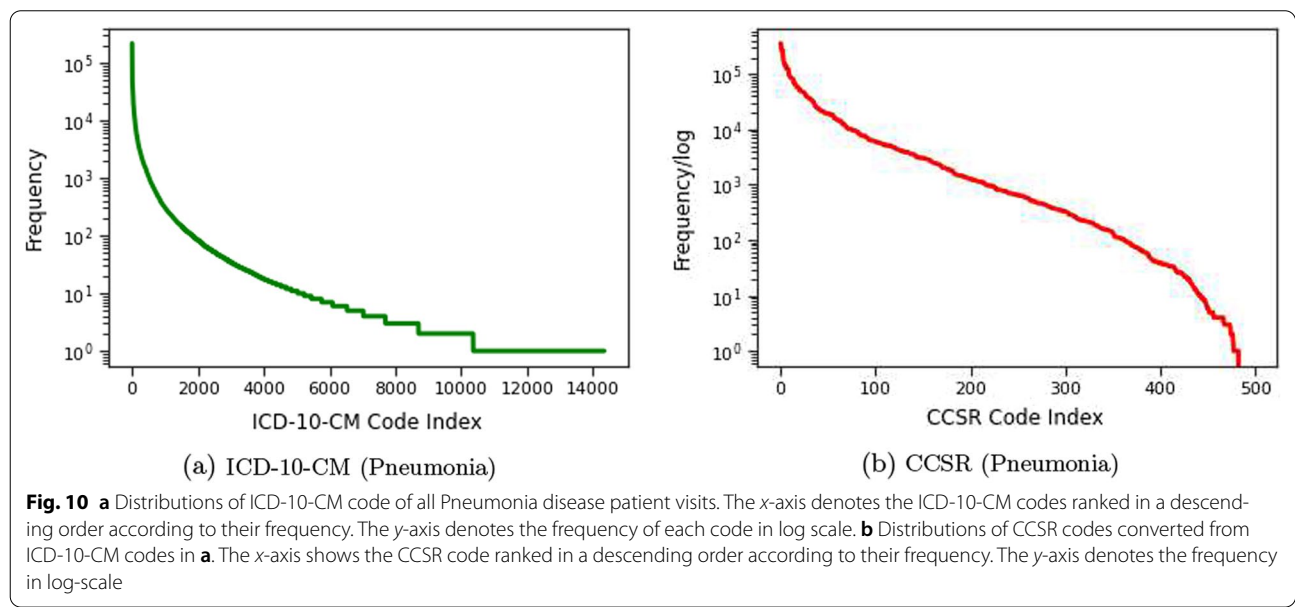 10^5
10^4
10^3
10^2
10^1
10^0
Frequency
0 2000 4000 6000 8000 10000 12000 14000
ICD-10-CM Code Index
(a) ICD-10-CM (Pneumonia)
10^5
10^4
10^3
10^2
10^1
10^0
Frequency/log
0 100 200 300 400 500
CCSR Code Index
(b) CCSR (Pneumonia)
Fig. 10 a Distributions of ICD-10-CM code of all Pneumonia disease patient visits. The x-axis denotes the ICD-10-CM codes ranked in a descend-
ing order according to their frequency. The y-axis denotes the frequency of each code in log scale. b Distributions of CCSR codes converted from
ICD-10-CM codes in a. The x-axis shows the CCSR code ranked in a descending order according to their frequency. The y-axis denotes the frequency
in log-scale